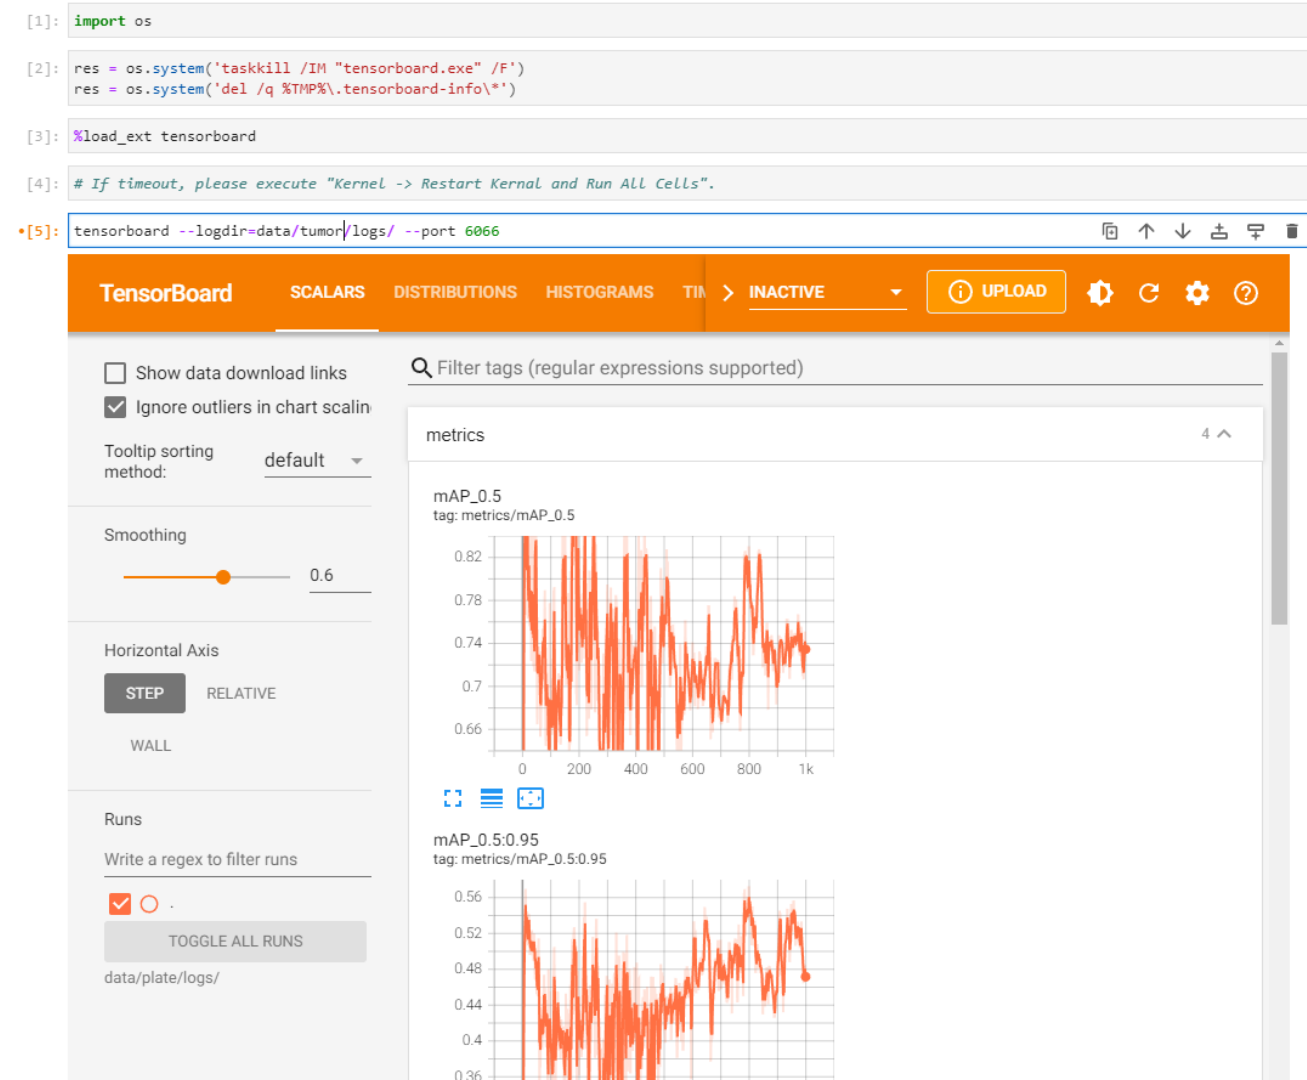 [1]: import os
[2]: res = os.system('taskkill /IM "tensorboard.exe" /F')
res = os.system('del /q %TMP%\.tensorboard-info\*')
[3]: %load_ext tensorboard
[4]: # If timeout, please execute "Kernel -> Restart Kernal and Run All Cells".
•[5]: tensorboard --logdir=data/tumor/logs/ --port 6066
TensorBoard SCALARS DISTRIBUTIONS HISTOGRAMS TIM INACTIVE UPLOAD
Show data download links
Ignore outliers in chart scalin
Tooltip sorting
method:
default
Smoothing
0.6
Horizontal Axis
STEP RELATIVE
WALL
Runs
Write a regex to filter runs
.
TOGGLE ALL RUNS
data/plate/logs/
Filter tags (regular expressions supported)
metrics 4
mAP_0.5
tag: metrics/mAP_0.5
0.82
0.78
0.74
0.7
0.66
0 200 400 600 800 1k
mAP_0.5:0.95
tag: metrics/mAP_0.5:0.95
0.56
0.52
0.48
0.44
0.4
0.36